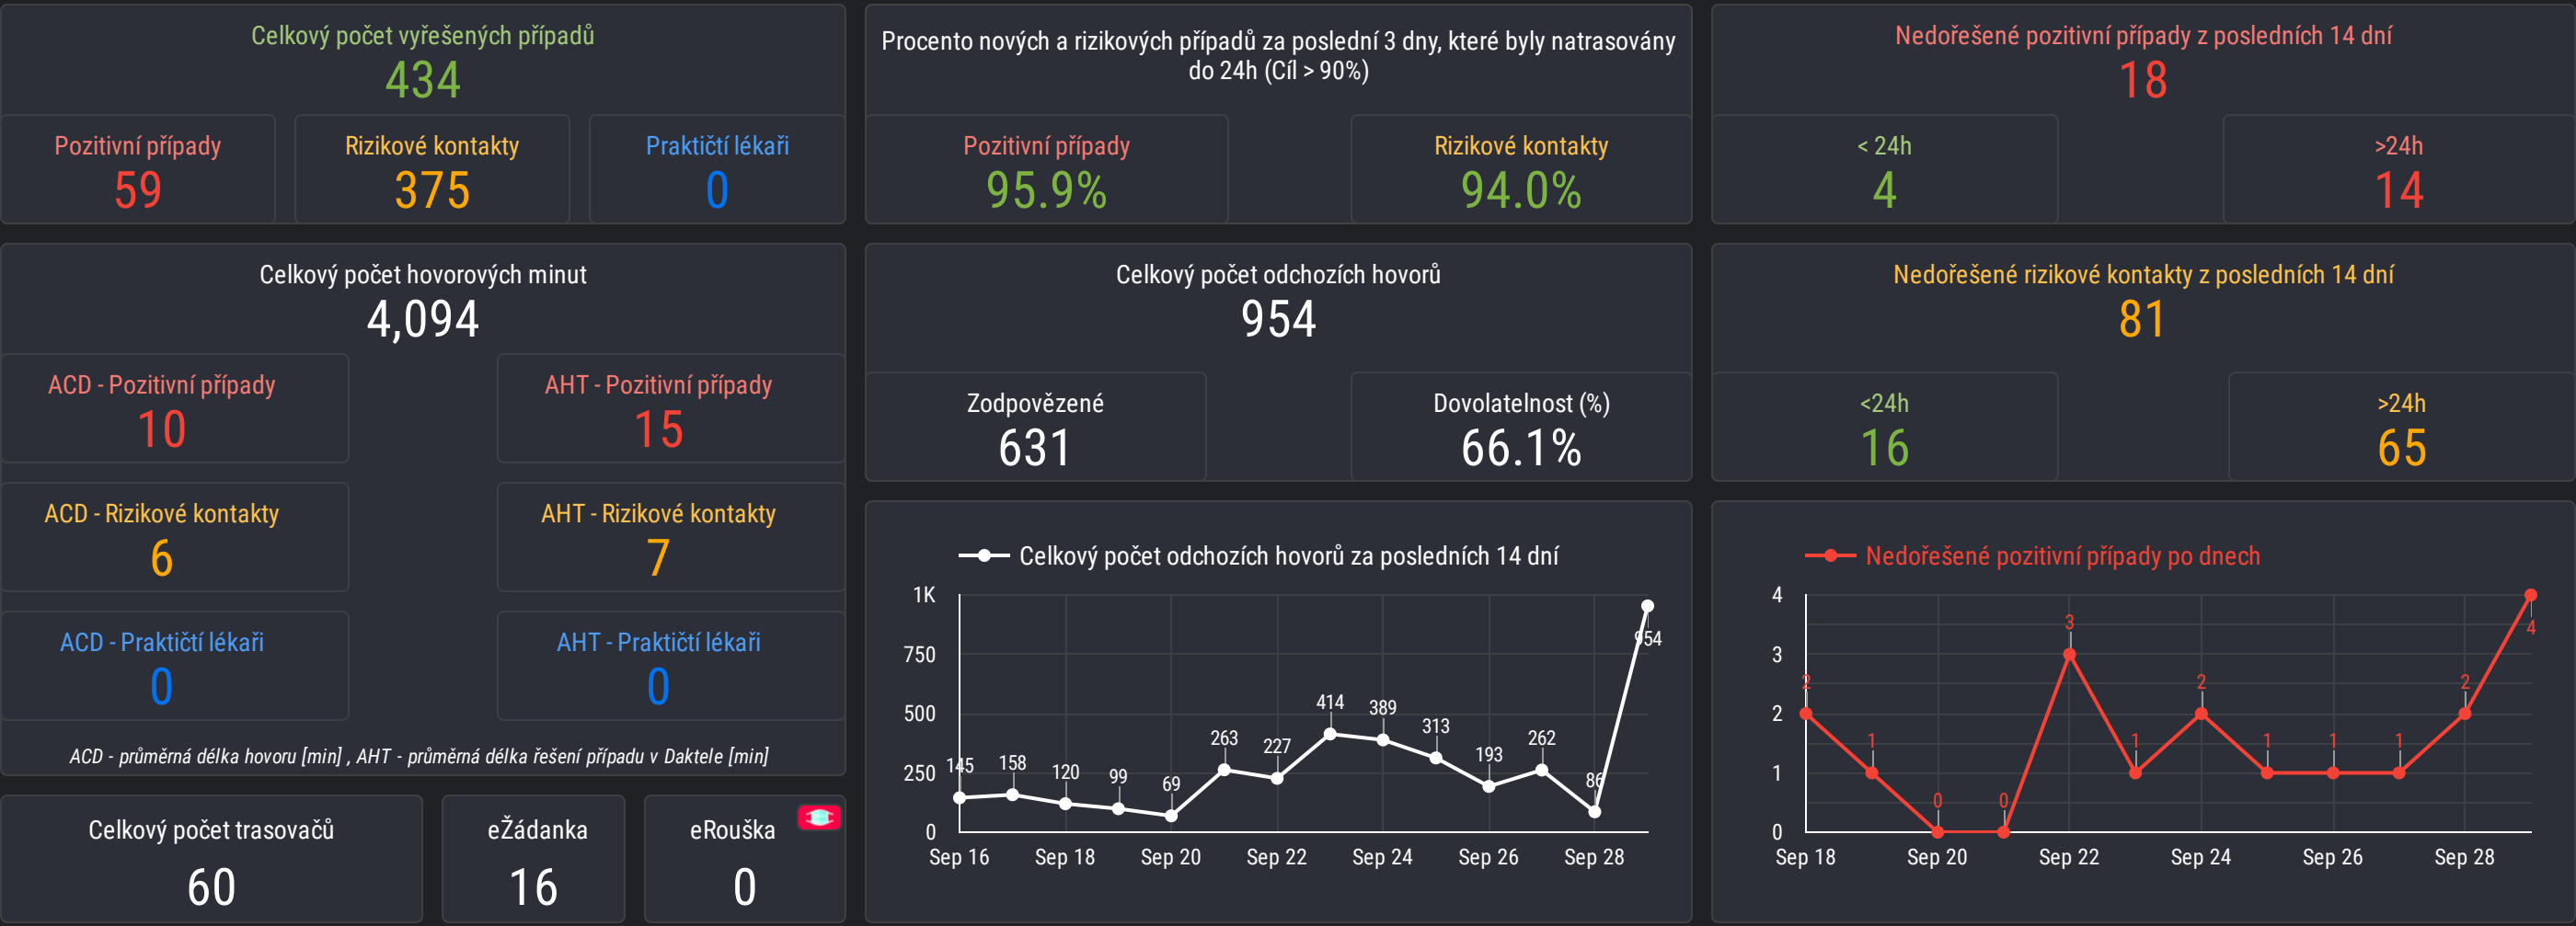 Celkový počet vyřešených případů
434
Pozitivní případy
59
Rizikové kontakty
375
Praktičtí lékaři
0
Procento nových a rizikových případů za poslední 3 dny, které byly natrasovány
do 24h (Cíl > 90%)
Pozitivní případy
95.9%
Rizikové kontakty
94.0%
Nedořešené pozitivní případy z posledních 14 dní
18
< 24h
4
>24h
14
Celkový počet hovorových minut
4,094
ACD - Pozitivní případy
10
AHT - Pozitivní případy
15
ACD - Rizikové kontakty
6
AHT - Rizikové kontakty
7
ACD - Praktičtí lékaři
0
AHT - Praktičtí lékaři
0
ACD - průměrná délka hovoru [min] , AHT - průměrná délka řešení případu v Daktele [min]
Celkový počet trasovačů
60
eŽádanka
16
eRouška
0
Celkový počet odchozích hovorů
954
Zodpovězené
631
Dovolatelnost (%)
66.1%
Nedořešené rizikové kontakty z posledních 14 dní
81
<24h
16
>24h
65
Celkový počet odchozích hovorů za posledních 14 dní
1K
750
500
250
0
145
158
120
99
69
263
227
414
389
313
193
262
86
954
Sep 16
Sep 18
Sep 20
Sep 22
Sep 24
Sep 26
Sep 28
Nedořešené pozitivní případy po dnech
4
3
2
1
0
2
1
0
0
3
1
2
1
1
1
2
4
Sep 18
Sep 20
Sep 22
Sep 24
Sep 26
Sep 28